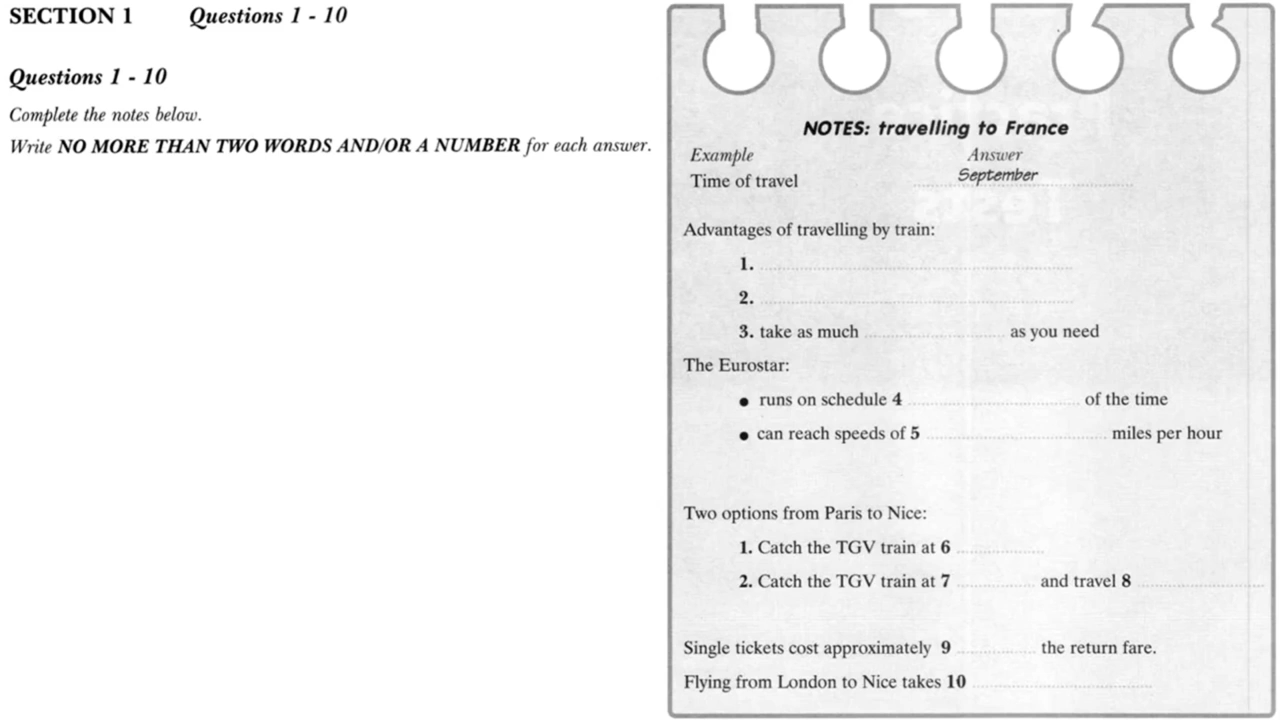 SECTION 1 Questions 1 - 10
Questions 1 - 10
Complete the notes below.
Write NO MORE THAN TWO WORDS AND/OR A NUMBER for each answer.
NOTES: travelling to France
Example Answer
Time of travel September
Advantages of travelling by train:
1. ....................
2. ....................
3. take as much .................... as you need
The Eurostar:
● runs on schedule 4 .................... of the time
● can reach speeds of 5 .................... miles per hour
Two options from Paris to Nice:
1. Catch the TGV train at 6 ....................
2. Catch the TGV train at 7 .................... and travel 8 ....................
Single tickets cost approximately 9 .................... the return fare.
Flying from London to Nice takes 10 ....................